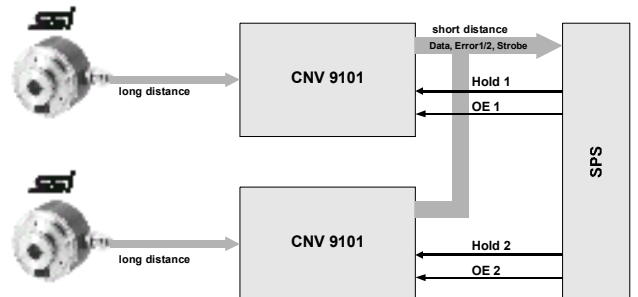 SSI
short distance
Data, Error1/2, Strobe
CNV 9101
long distance
Hold 1
OE 1
SPS
SSI
CNV 9101
long distance
Hold 2
OE 2